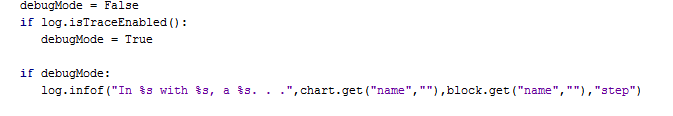 debugMode = False
if log.isTraceEnabled():
debugMode = True
if debugMode:
log.infof("In %s with %s, a %s. . .",chart.get("name",""),block.get("name",""),"step")